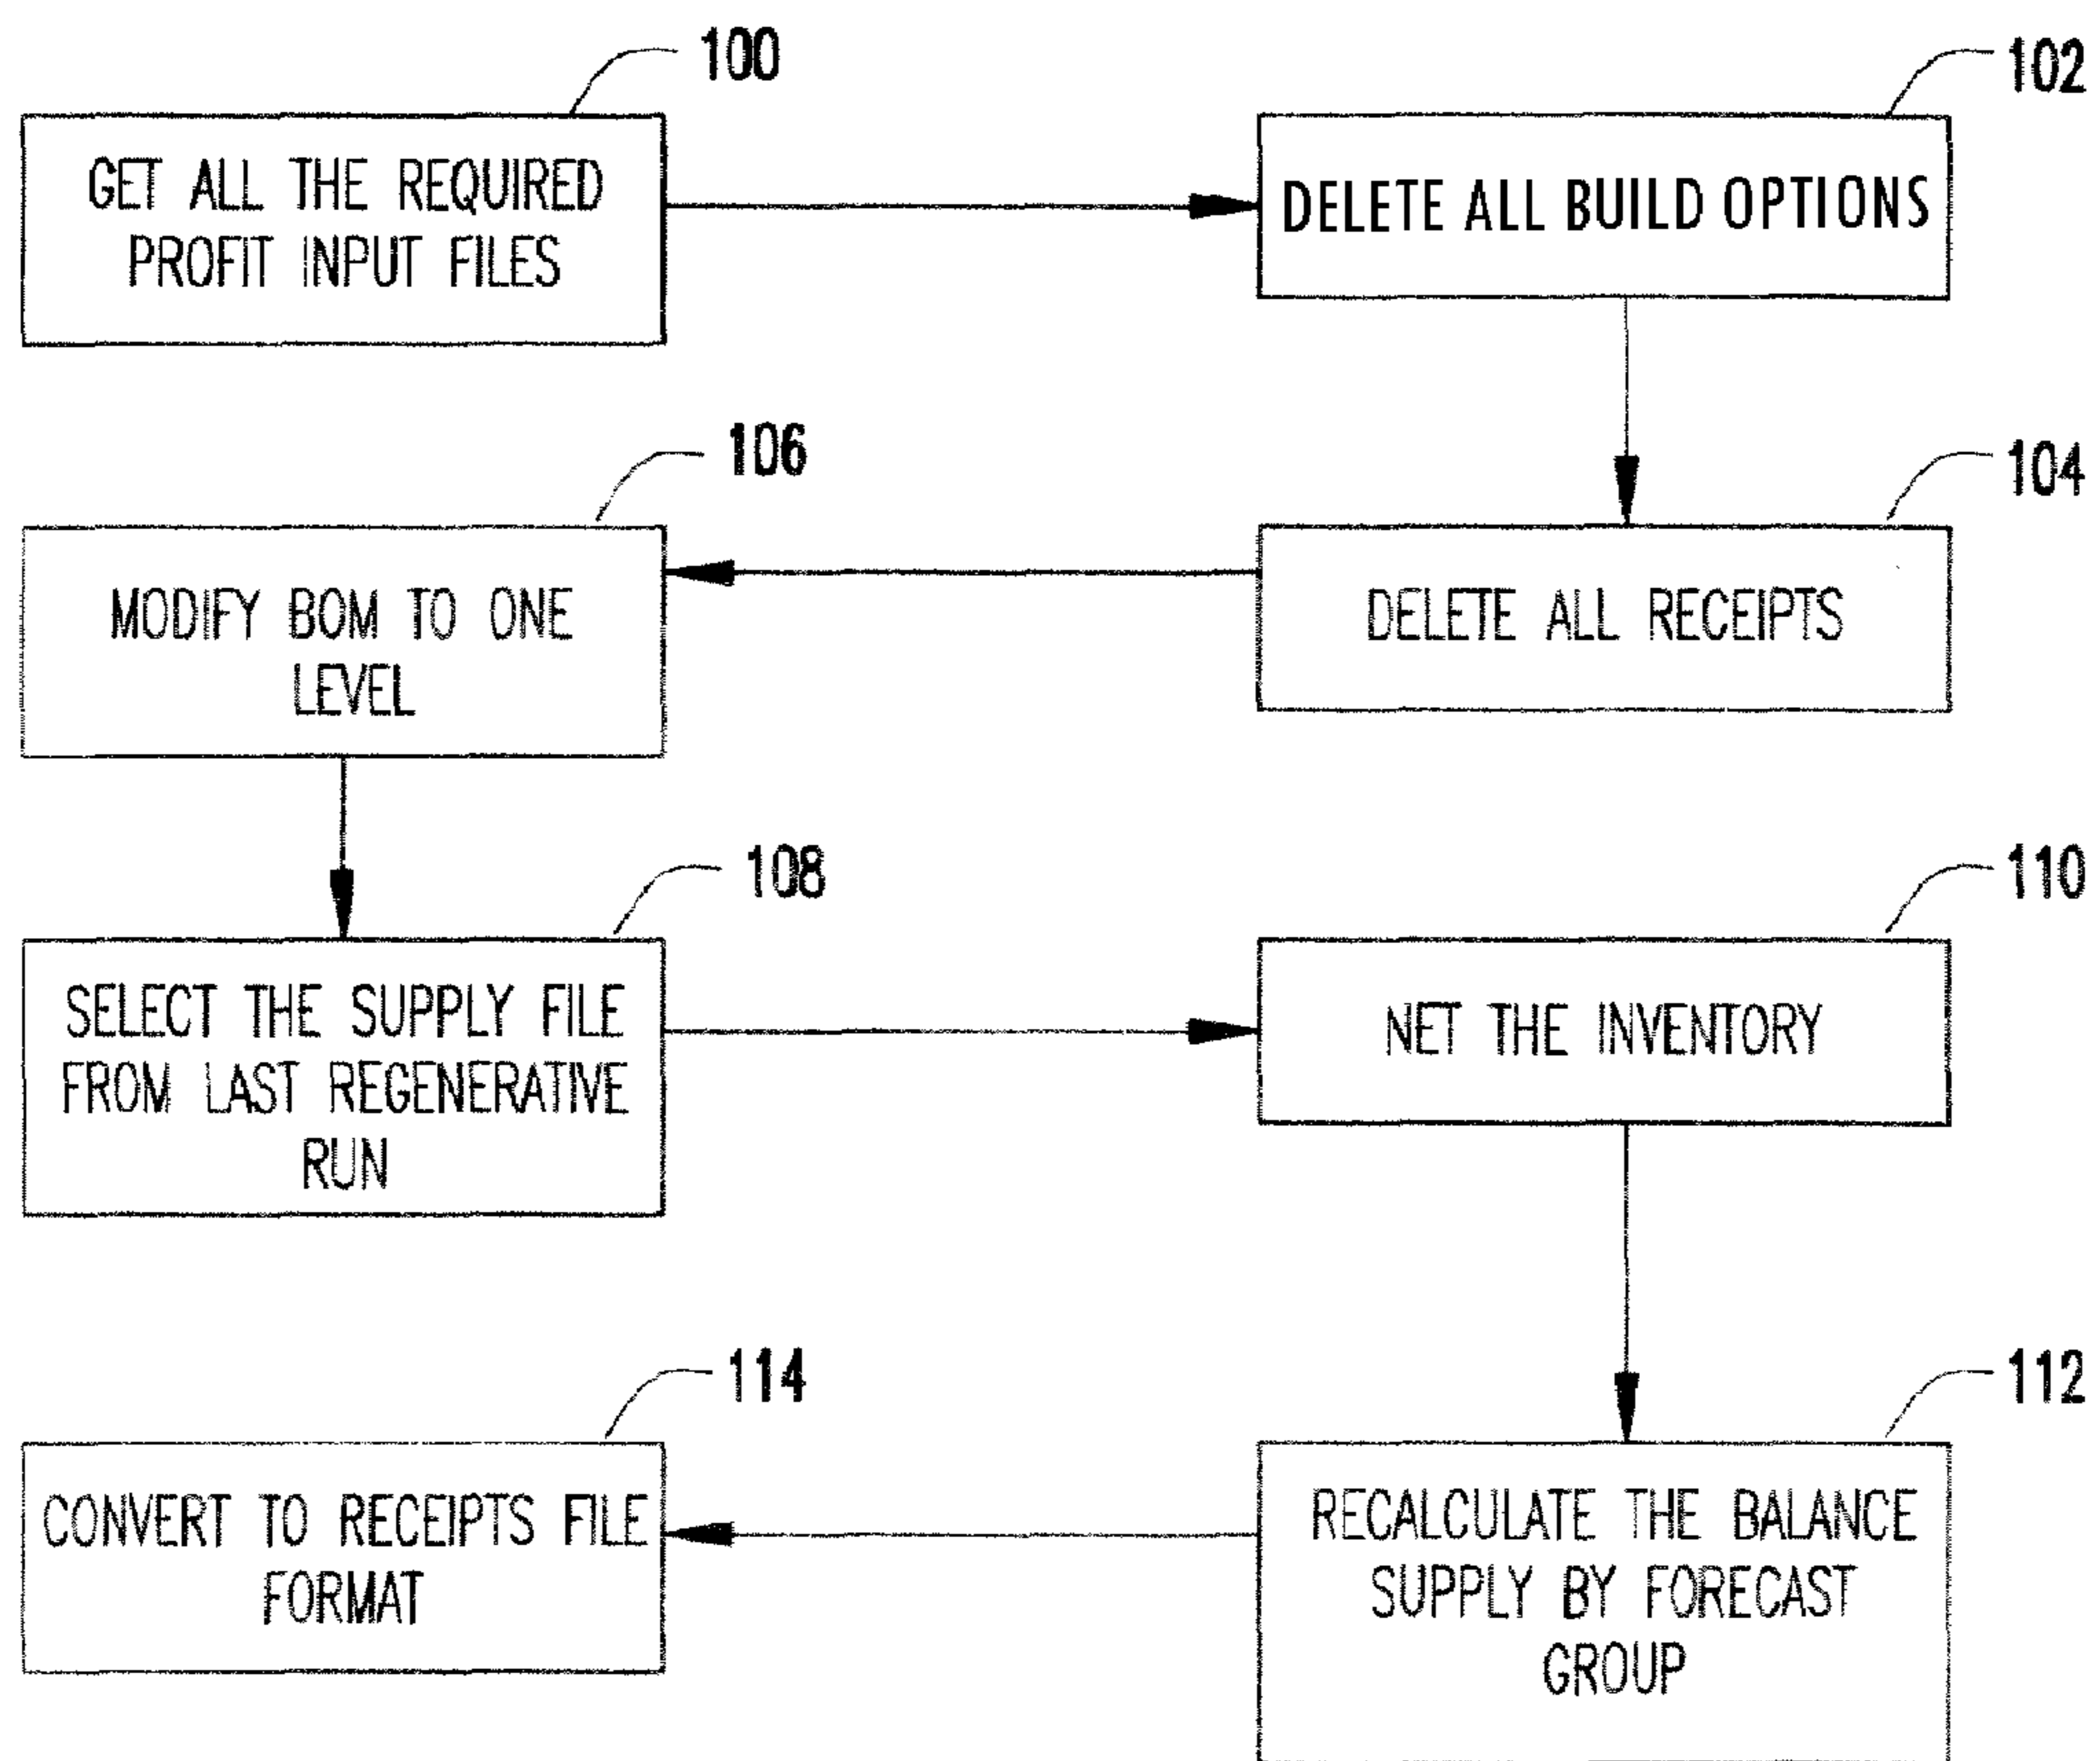 100
GET ALL THE REQUIRED
PROFIT INPUT FILES
102
DELETE ALL BUILD OPTIONS
104
DELETE ALL RECEIPTS
106
MODIFY BOM TO ONE
LEVEL
108
SELECT THE SUPPLY FILE
FROM LAST REGENERATIVE
RUN
110
NET THE INVENTORY
112
RECALCULATE THE BALANCE
SUPPLY BY FORECAST
GROUP
114
CONVERT TO RECEIPTS FILE
FORMAT